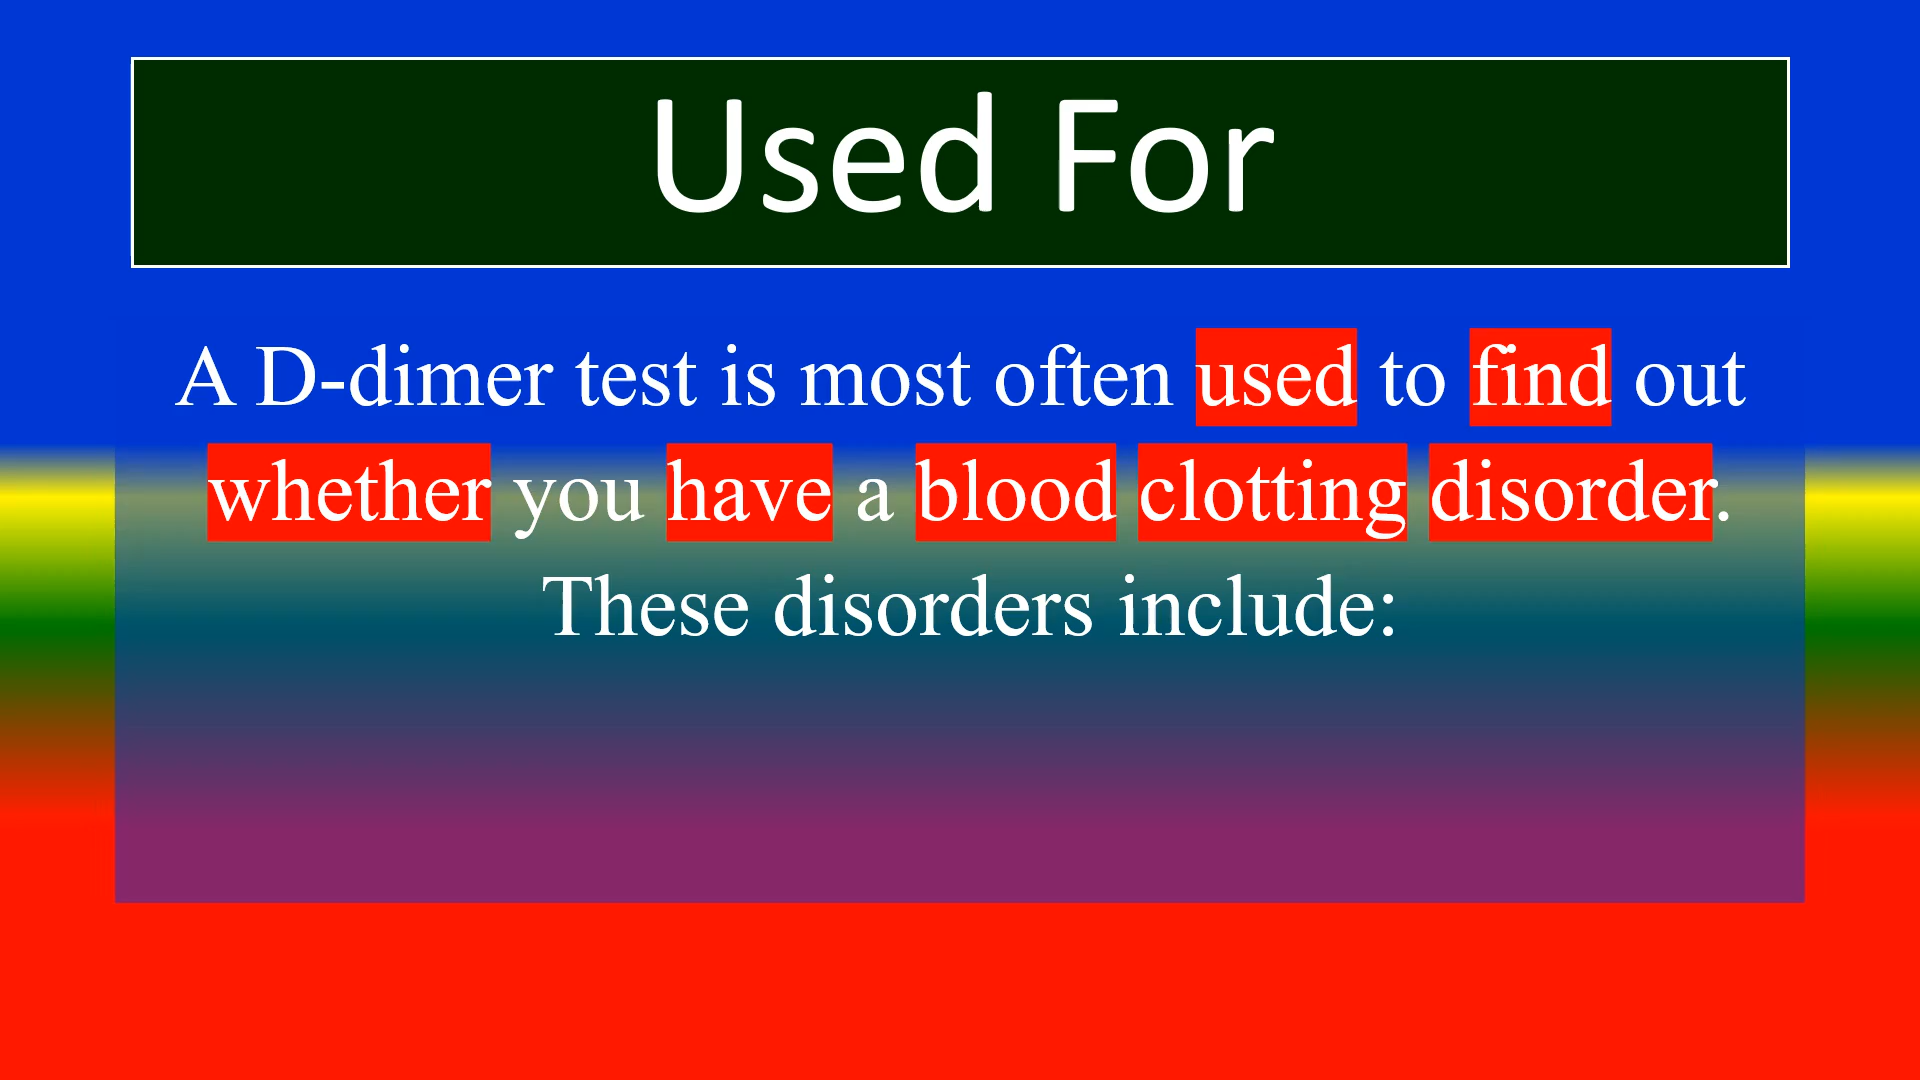 Used For
A D-dimer test is most often used to find out
whether you have a blood clotting disorder.
These disorders include: